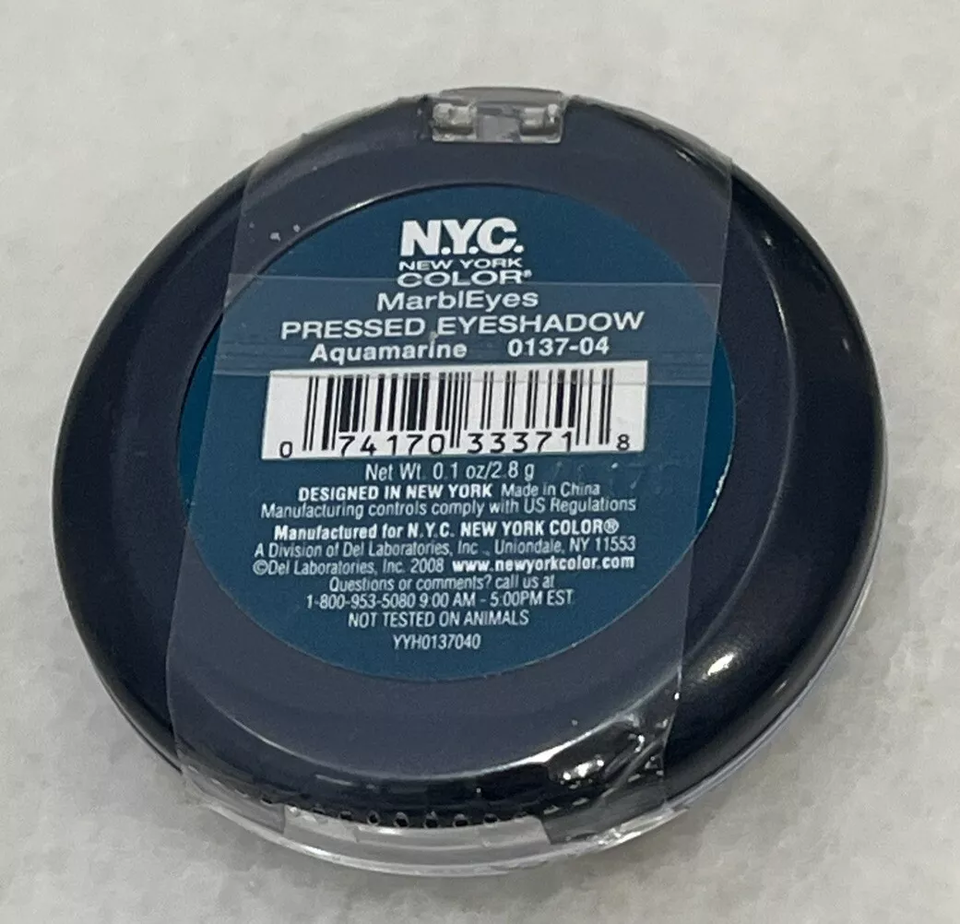 N.Y.C.
NEW YORK
COLOR®
MarblEyes
PRESSED EYESHADOW
Aquamarine 0137-04
0 74170 33371 8
Net Wt. 0.1 oz/2.8 g
DESIGNED IN NEW YORK Made in China
Manufacturing controls comply with US Regulations
Manufactured for N.Y.C. NEW YORK COLOR®
A Division of Del Laboratories, Inc., Uniondale, NY 11553
©Del Laboratories, Inc. 2008 www.newyorkcolor.com
Questions or comments? call us at
1-800-953-5080 9:00 AM - 5:00PM EST
NOT TESTED ON ANIMALS
YYH0137040